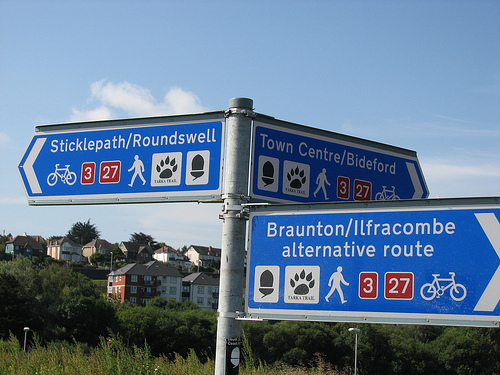 Sticklepath/Roundswell
3 27
TARKA TRAIL
Town Centre/Bideford
TARKA TRAIL
3 27
Braunton/Ilfracombe
alternative route
TARKA TRAIL
3 27